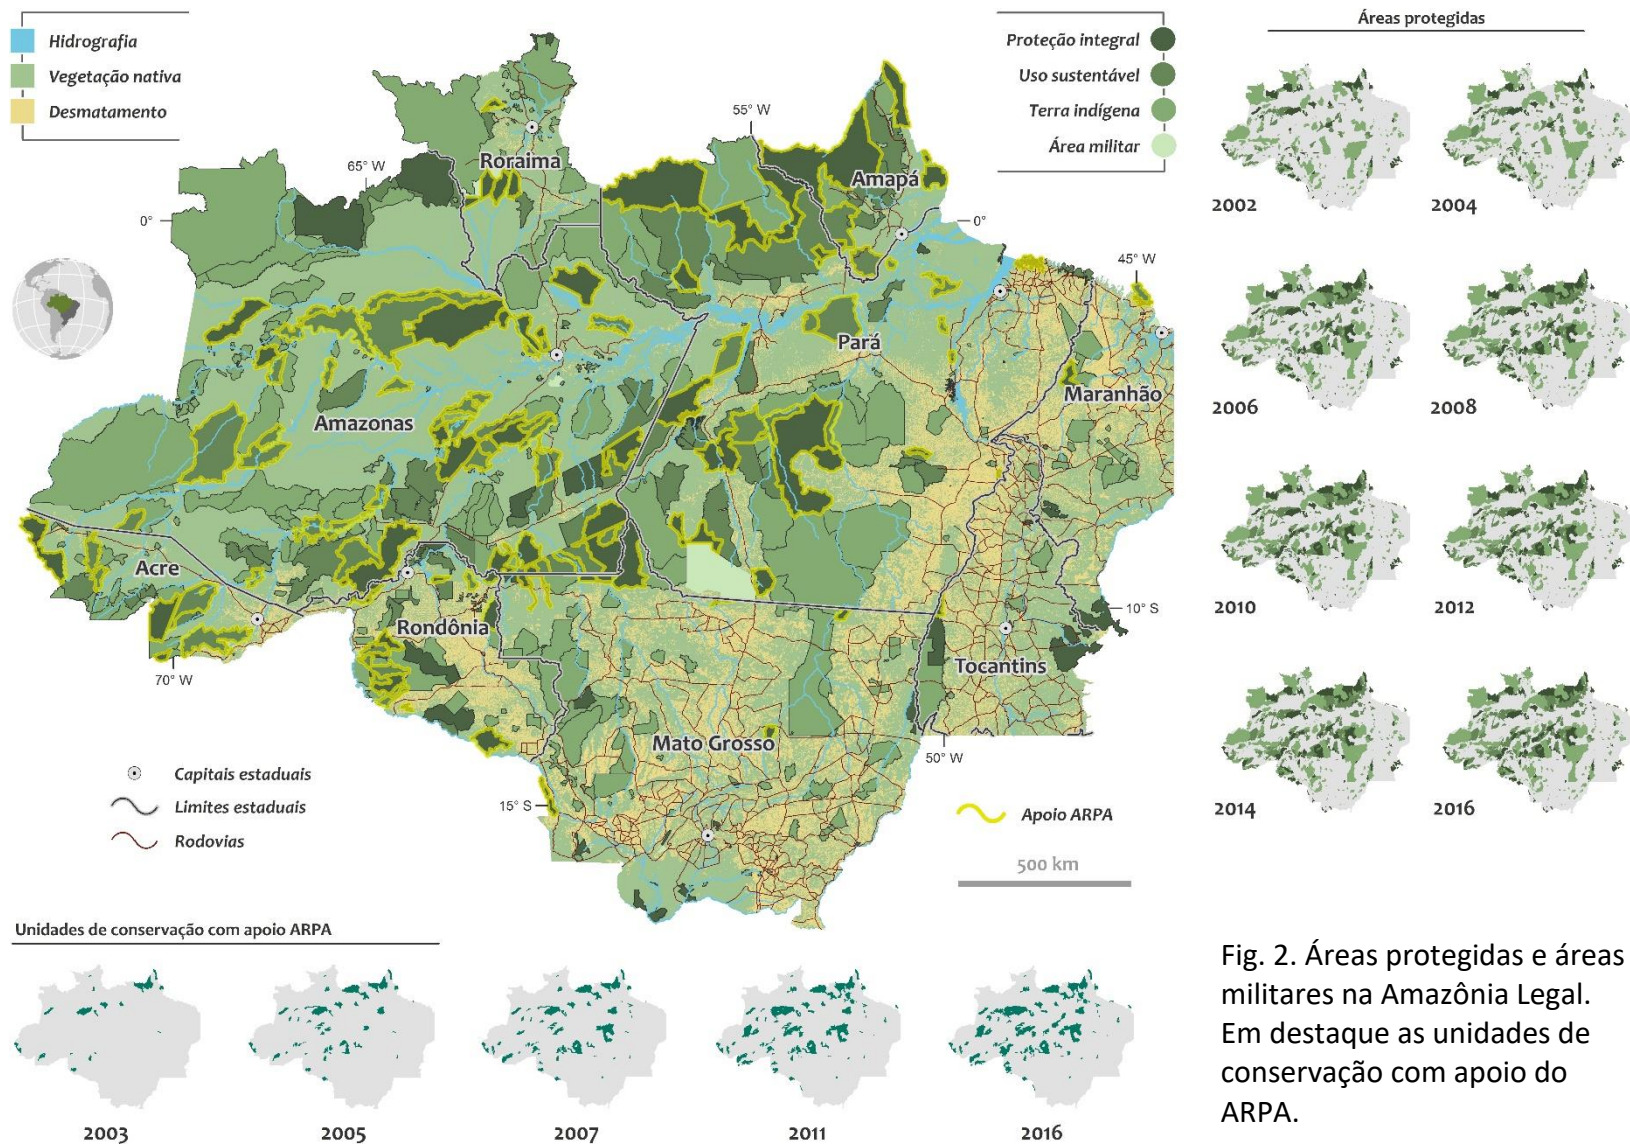 Hidrografia
Vegetação nativa
Desmatamento
Proteção integral
Uso sustentável
Terra indígena
Área militar
Áreas protegidas
2002
2004
2006
2008
2010
2012
2014
2016
55° W
65° W
0°
0°
45° W
Roraima
Amapá
Pará
Maranhão
Amazonas
Acre
Rondônia
10° S
Tocantins
70° W
Mato Grosso
50° W
15° S
Capitais estaduais
Limites estaduais
Rodovias
Apoio ARPA
500 km
Unidades de conservação com apoio ARPA
2003
2005
2007
2011
2016
Fig. 2. Áreas protegidas e áreas
militares na Amazônia Legal.
Em destaque as unidades de
conservação com apoio do
ARPA.